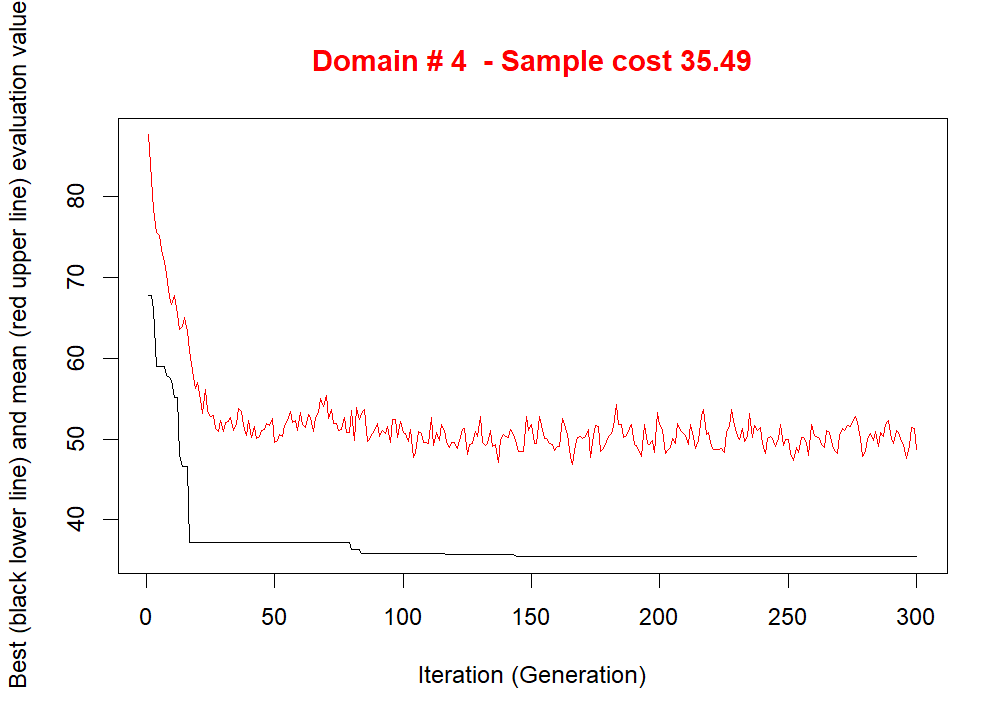 Domain # 4  - Sample cost 35.49
Best (black lower line) and mean (red upper line) evaluation value
80
70
60
50
40
0 50 100 150 200 250 300
Iteration (Generation)